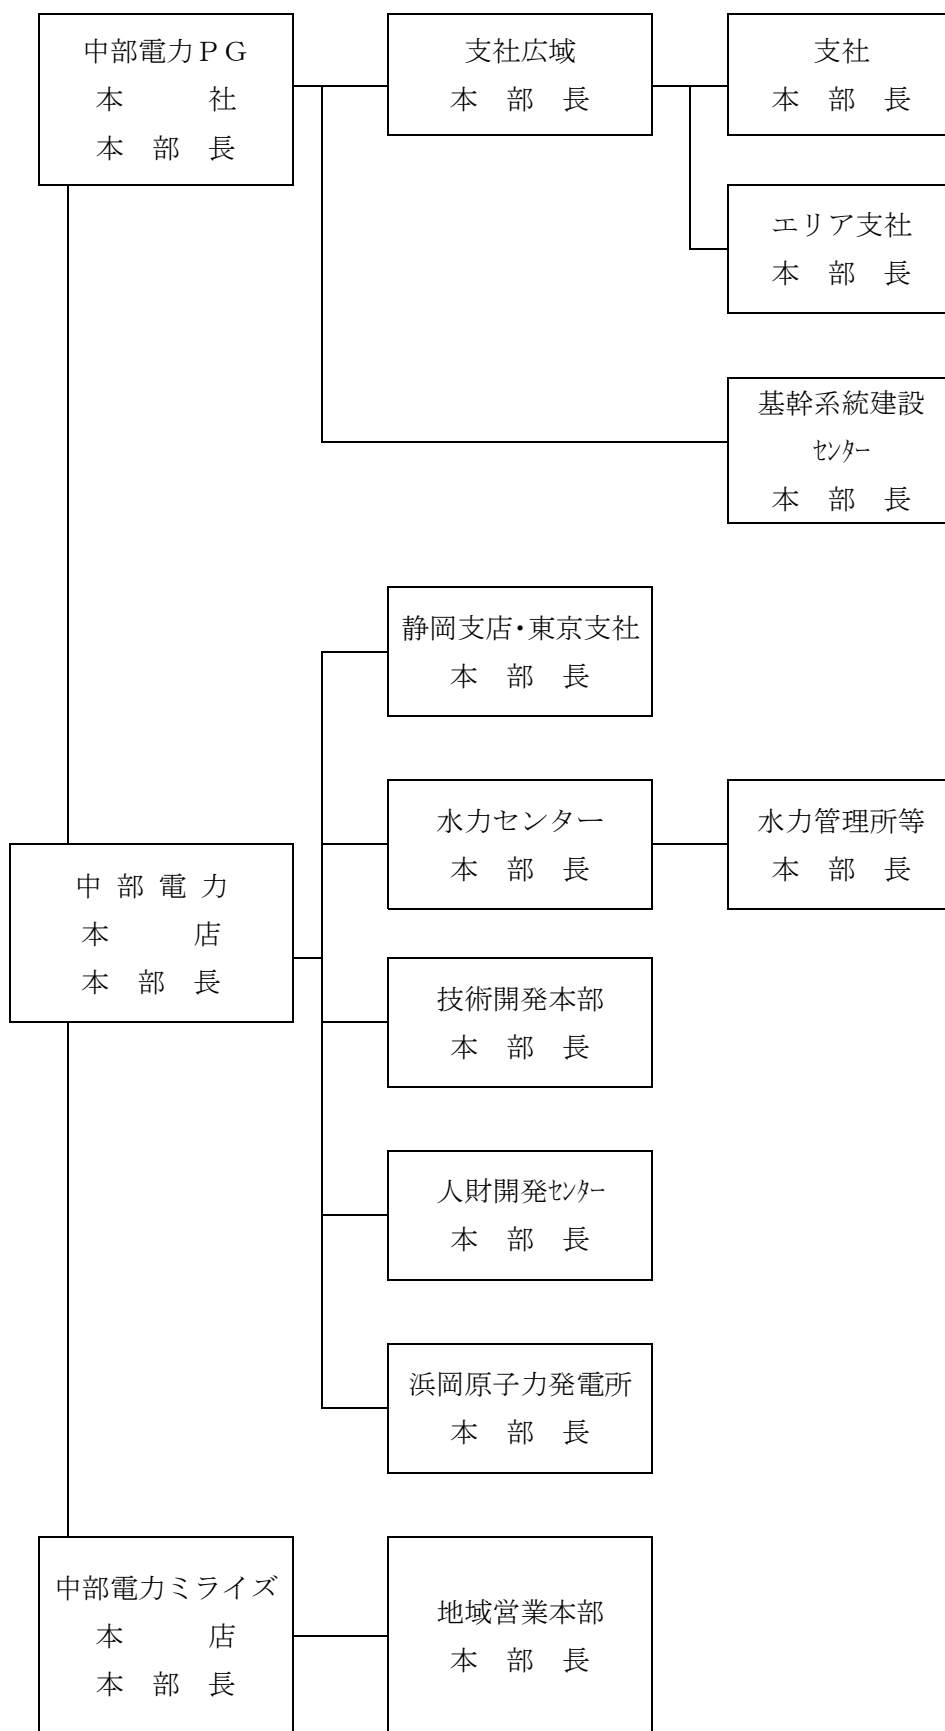 中部電力ＰＧ
本　　　社
本　部　長
支社広域
本　部　長
支社
本　部　長
エリア支社
本　部　長
基幹系統建設
ｾﾝﾀｰ
本　部　長
静岡支店・東京支社
本　部　長
水力センター
本　部　長
水力管理所等
本　部　長
中 部 電 力
本　　　店
本　部　長
技術開発本部
本　部　長
人財開発ｾﾝﾀｰ
本　部　長
浜岡原子力発電所
本　部　長
中部電力ミライズ
本　　　店
本　部　長
地域営業本部
本　部　長